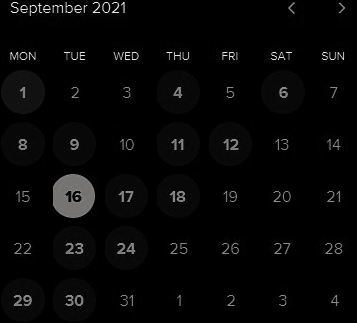 September 2021 < >
MON TUE WED THU FRI SAT SUN
1 2 3 4 5 6 7
8 9 10 11 12 13 14
15 16 17 18 19 20 21
22 23 24 25 26 27 28
29 30 31 1 2 3 4